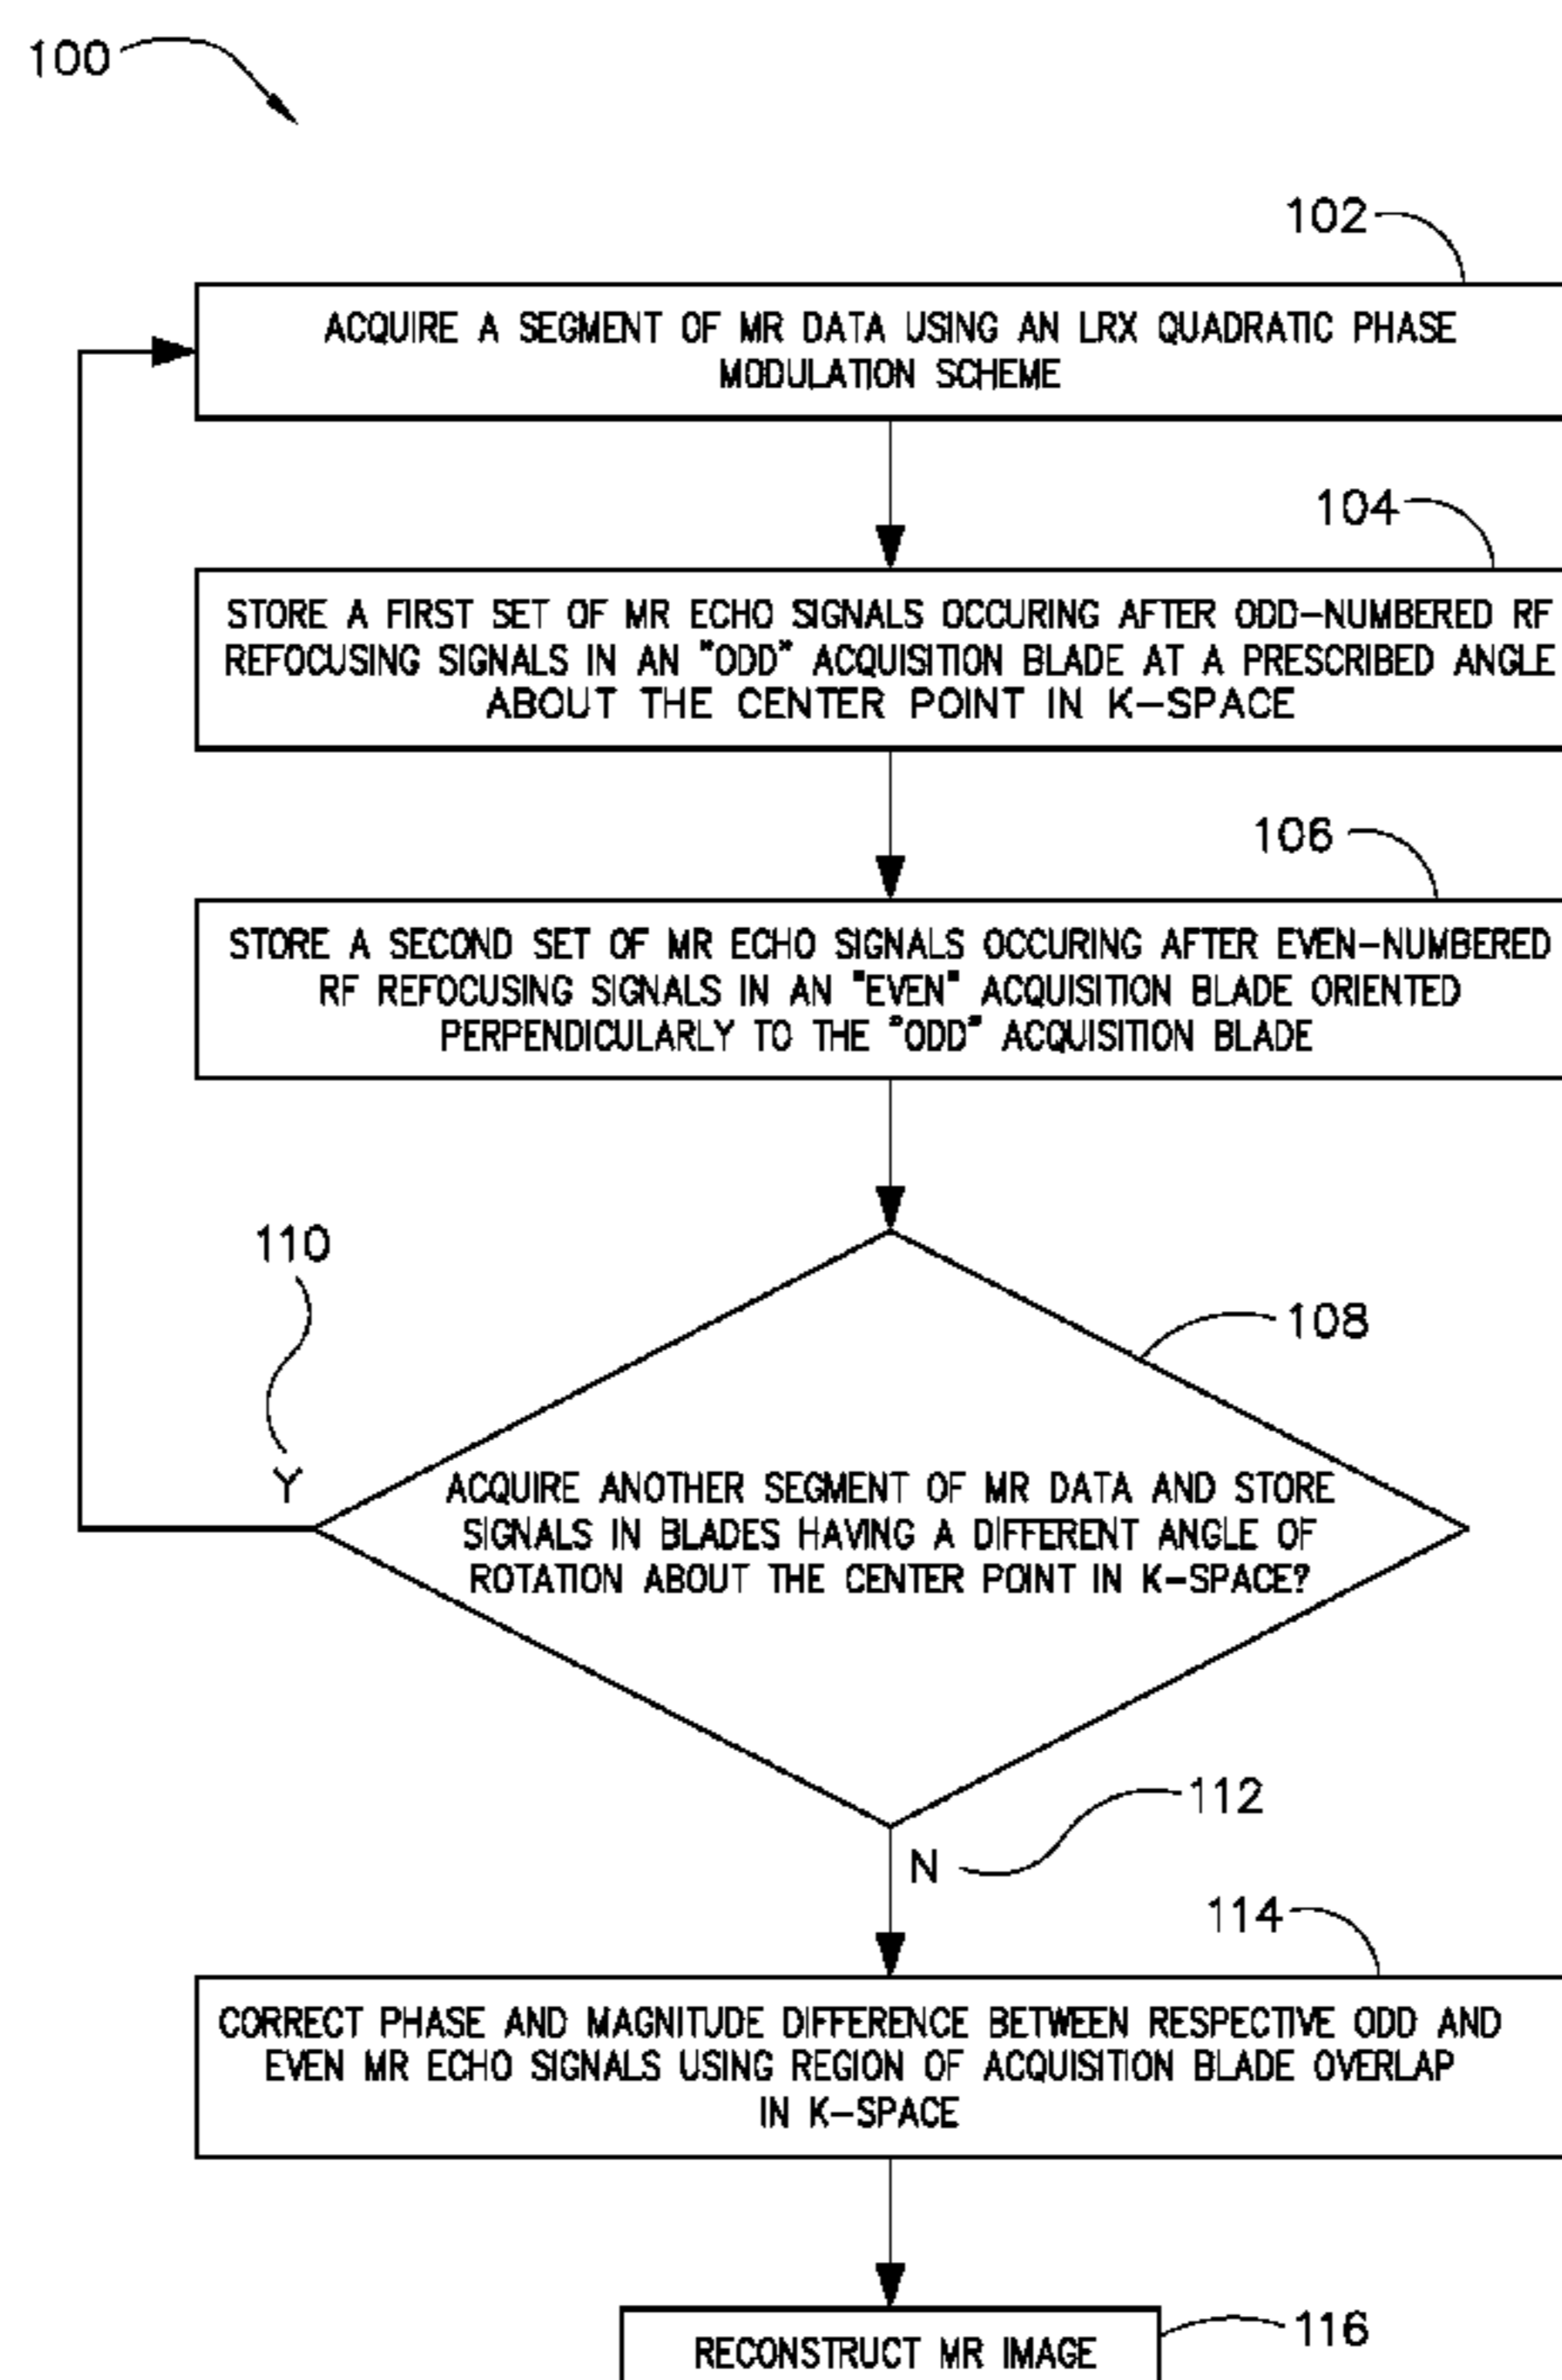 100
102
ACQUIRE A SEGMENT OF MR DATA USING AN LRX QUADRATIC PHASE
MODULATION SCHEME
104
STORE A FIRST SET OF MR ECHO SIGNALS OCCURING AFTER ODD-NUMBERED RF
REFOCUSING SIGNALS IN AN "ODD" ACQUISITION BLADE AT A PRESCRIBED ANGLE
ABOUT THE CENTER POINT IN K-SPACE
106
STORE A SECOND SET OF MR ECHO SIGNALS OCCURING AFTER EVEN-NUMBERED
RF REFOCUSING SIGNALS IN AN "EVEN" ACQUISITION BLADE ORIENTED
PERPENDICULARLY TO THE "ODD" ACQUISITION BLADE
110
108
Y
ACQUIRE ANOTHER SEGMENT OF MR DATA AND STORE
SIGNALS IN BLADES HAVING A DIFFERENT ANGLE OF
ROTATION ABOUT THE CENTER POINT IN K-SPACE?
112
N
114
CORRECT PHASE AND MAGNITUDE DIFFERENCE BETWEEN RESPECTIVE ODD AND
EVEN MR ECHO SIGNALS USING REGION OF ACQUISITION BLADE OVERLAP
IN K-SPACE
116
RECONSTRUCT MR IMAGE